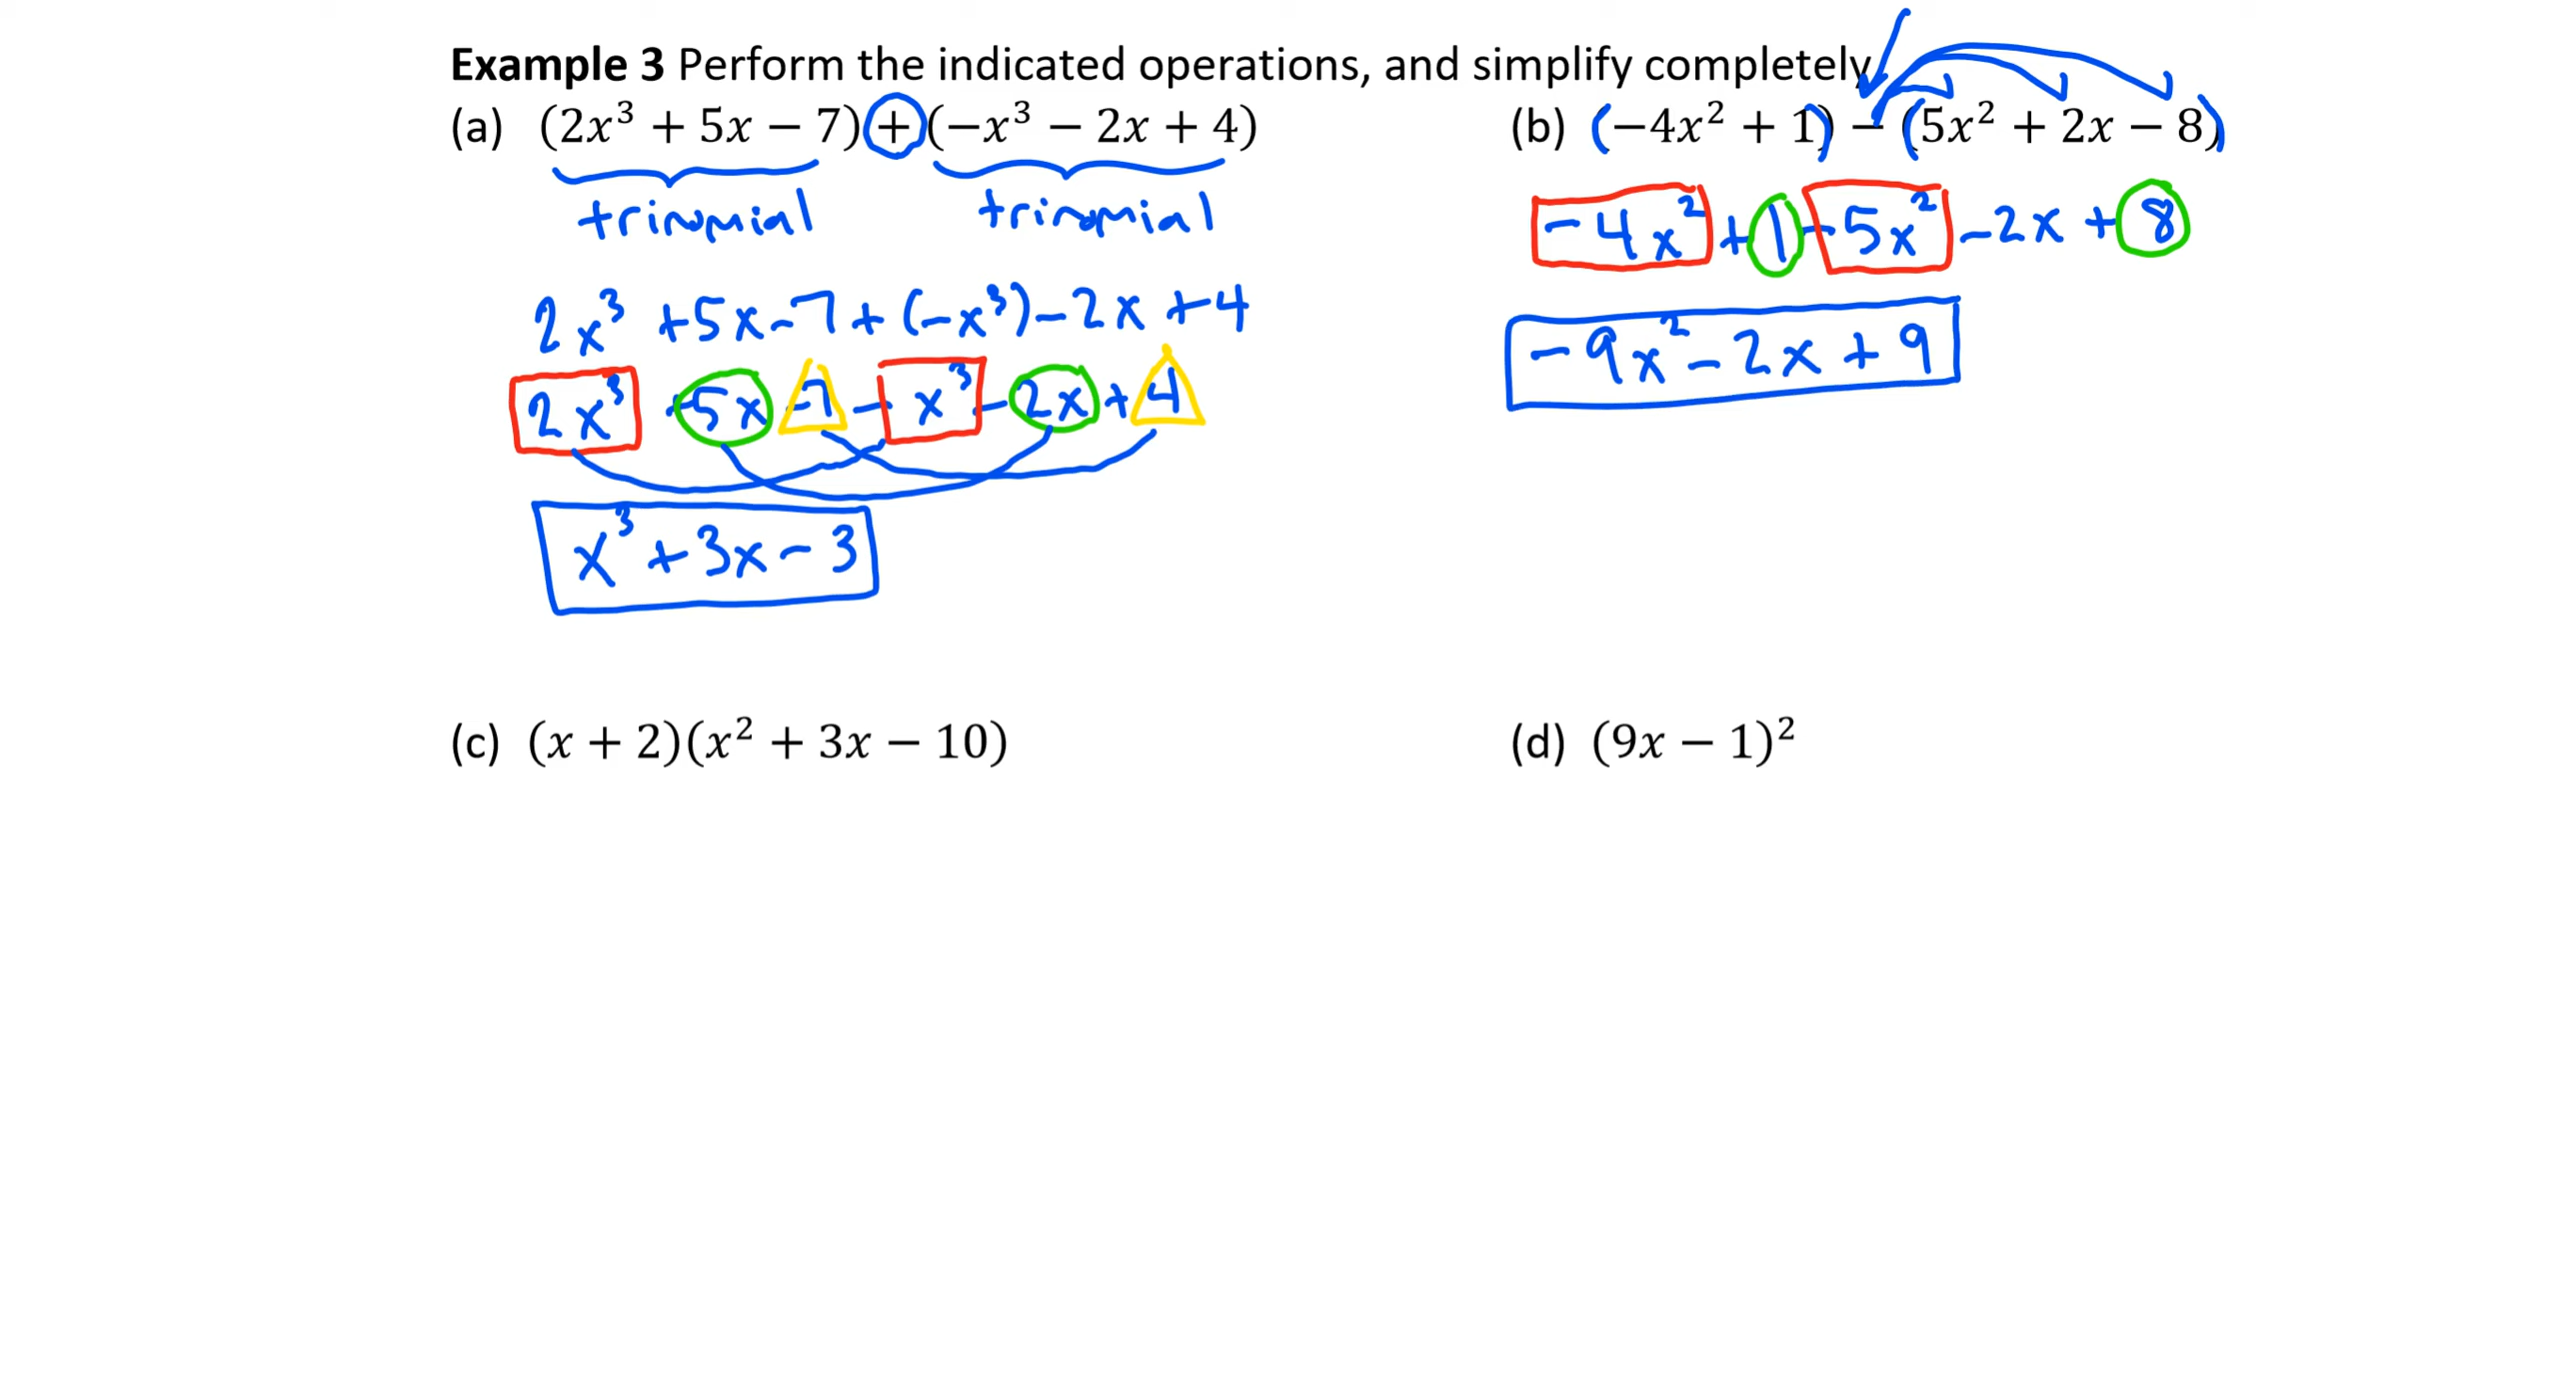 Example 3 Perform the indicated operations, and simplify completely
(a) (2x³ + 5x − 7) + (−x³ − 2x + 4)
trinomial trinomial
2x³ +5x-7+(-x³)-2x+4
2x³ +5x-7-x³-2x+4
x³+3x-3
(b) (−4x² + 1) − (5x² + 2x − 8)
-4x²+1-5x²-2x+8
-9x²-2x+9
(c) (x + 2)(x² + 3x − 10)
(d) (9x − 1)²